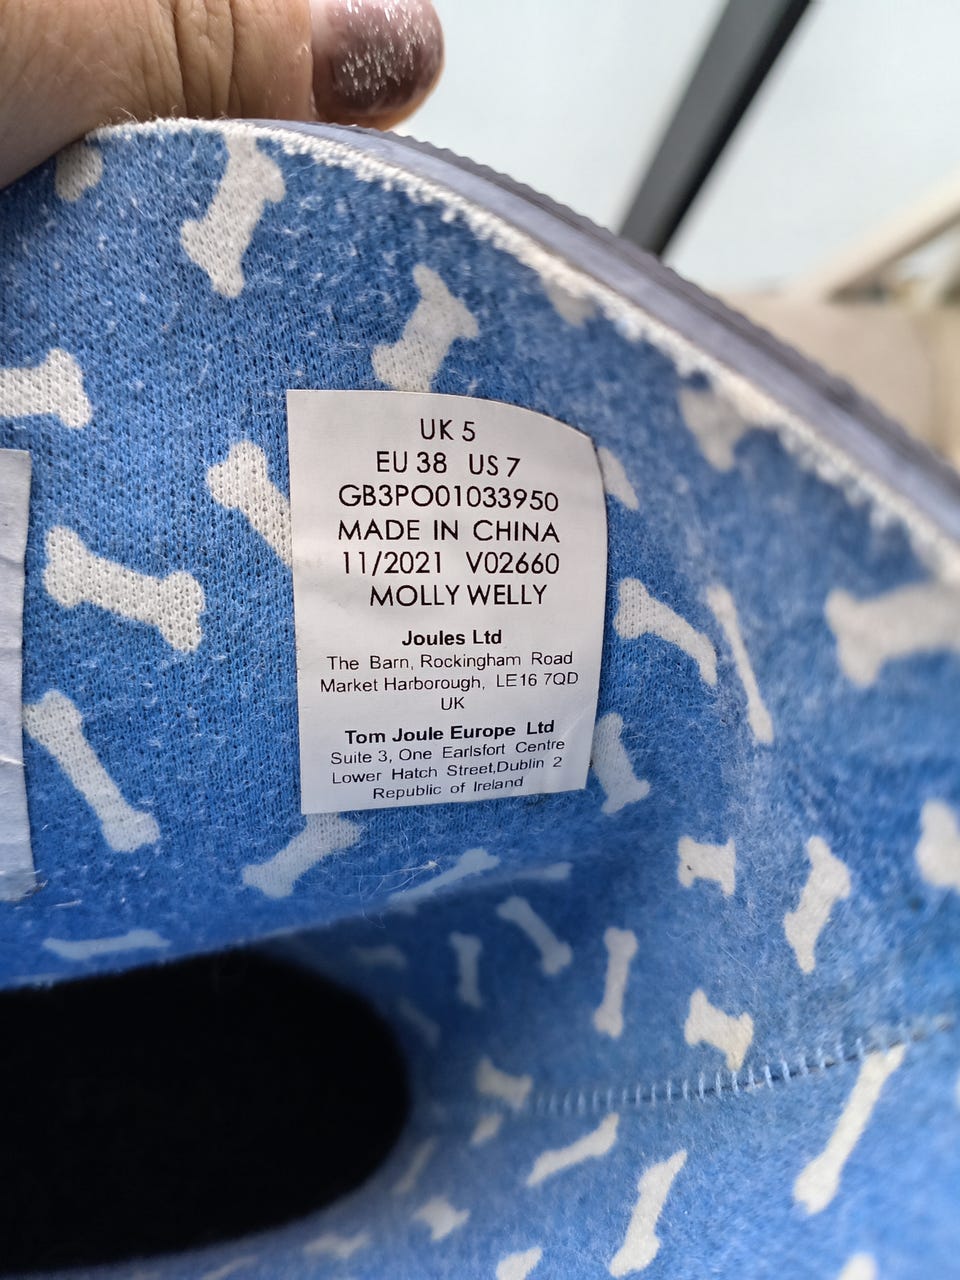 UK 5
EU 38 US 7
GB3PO01033950
MADE IN CHINA
11/2021 V02660
MOLLY WELLY
Joules Ltd
The Barn, Rockingham Road
Market Harborough, LE16 7QD
UK
Tom Joule Europe Ltd
Suite 3, One Earlsfort Centre
Lower Hatch Street,Dublin 2
Republic of Ireland